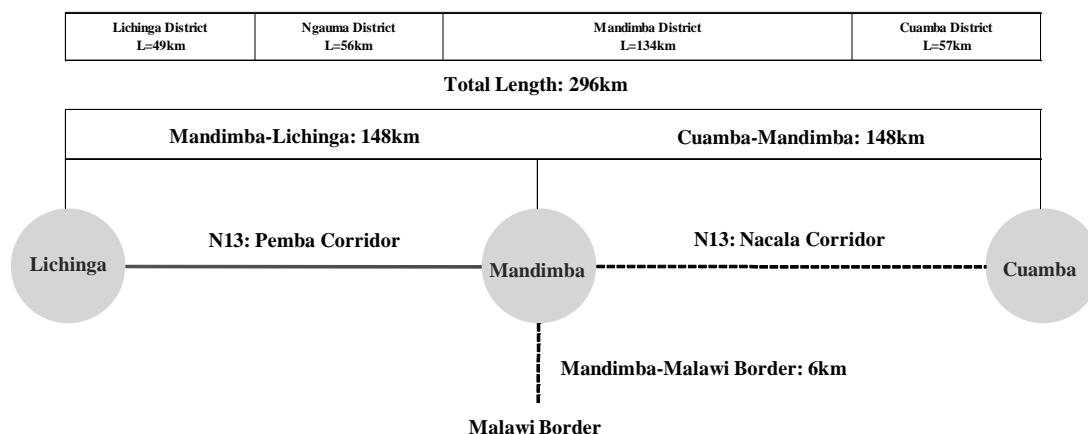 Lichinga District
L=49km
Ngauma District
L=56km
Mandimba District
L=134km
Cuamba District
L=57km
Total Length: 296km
Mandimba-Lichinga: 148km
Cuamba-Mandimba: 148km
N13: Pemba Corridor
N13: Nacala Corridor
Lichinga
Mandimba
Cuamba
Mandimba-Malawi Border: 6km
Malawi Border